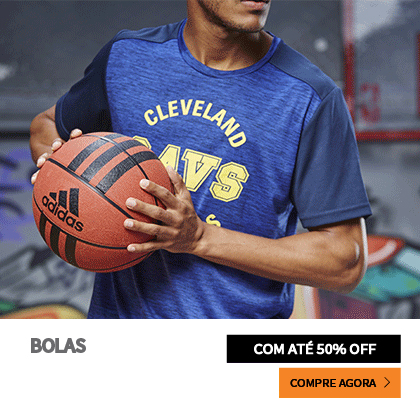 CLEVELAND
CAVS
adidas
BOLAS
COM ATÉ 50% OFF
COMPRE AGORA